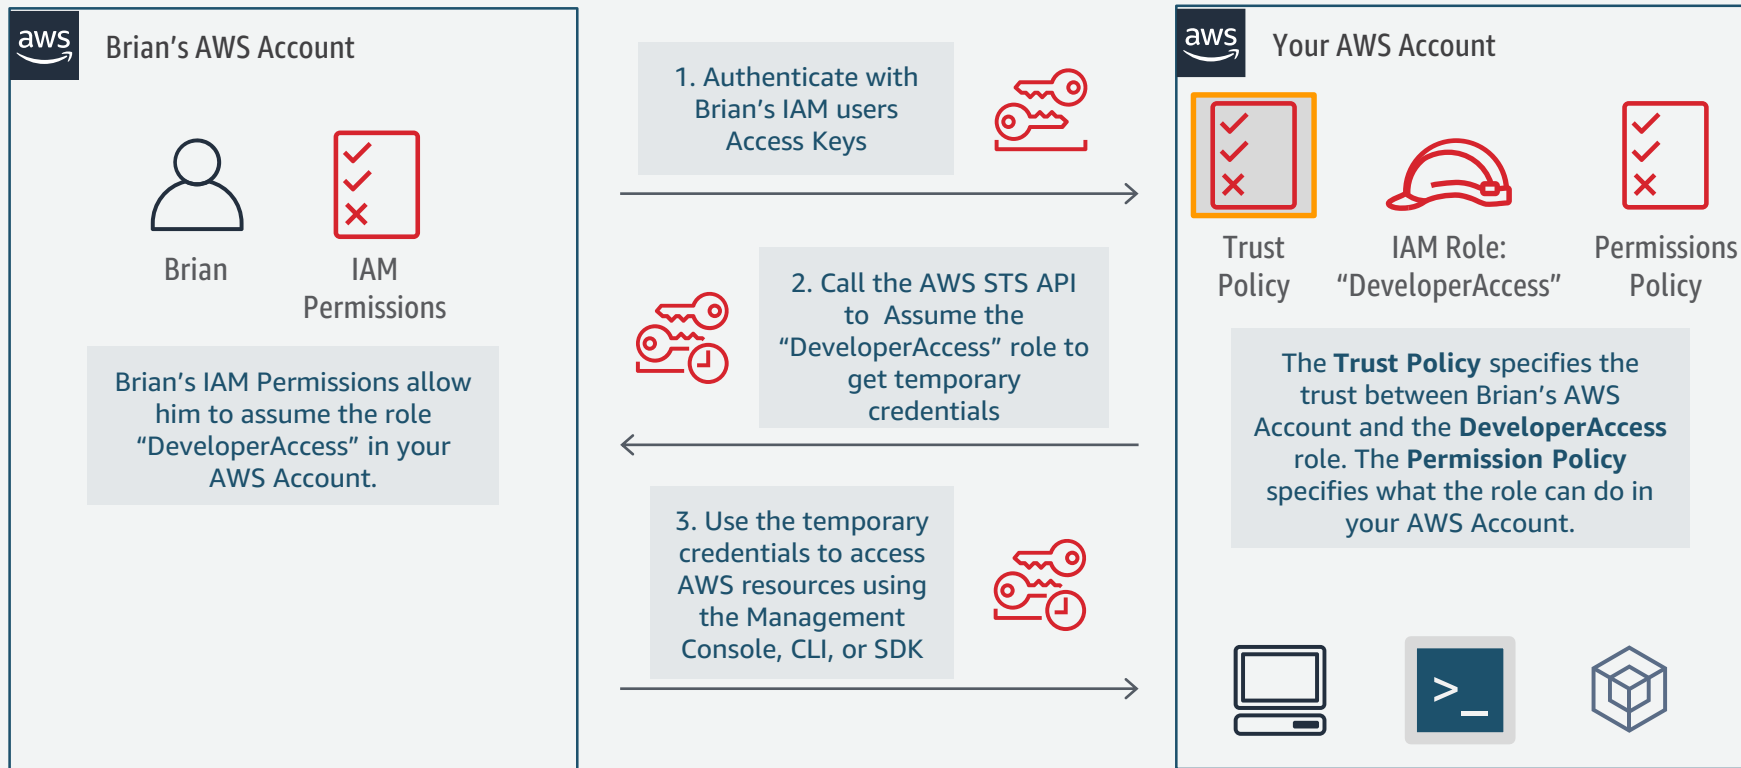 aws
Brian's AWS Account
Brian
IAM
Permissions
Brian's IAM Permissions allow
him to assume the role
“DeveloperAccess” in your
AWS Account.
1. Authenticate with
Brian's IAM users
Access Keys
2. Call the AWS STS API
to Assume the
“DeveloperAccess” role to
get temporary
credentials
3. Use the temporary
credentials to access
AWS resources using
the Management
Console, CLI, or SDK
aws
Your AWS Account
Trust
Policy
IAM Role:
“DeveloperAccess”
Permissions
Policy
The Trust Policy specifies the
trust between Brian's AWS
Account and the DeveloperAccess
role. The Permission Policy
specifies what the role can do in
your AWS Account.
>_